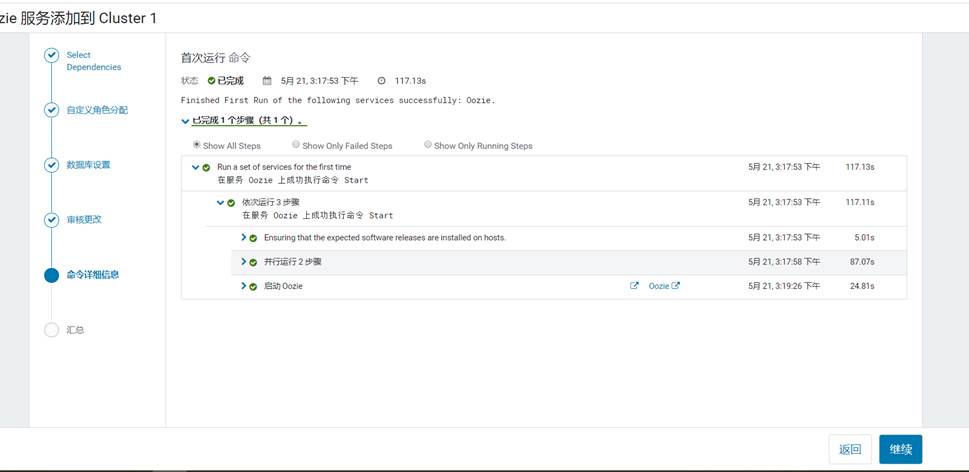 zie 服务添加到 Cluster 1
Select
Dependencies
自定义角色分配
数据库设置
审核更改
命令详细信息
汇总
首次运行 命令
状态 已完成 5月 21, 3:17:53 下午 117.13s
Finished First Run of the following services successfully: Oozie.
已完成 1 个步骤（共 1 个）。
Show All Steps Show Only Failed Steps Show Only Running Steps
Run a set of services for the first time 5月 21, 3:17:53 下午 117.13s
在服务 Oozie 上成功执行命令 Start
依次运行 3 步骤 5月 21, 3:17:53 下午 117.11s
在服务 Oozie 上成功执行命令 Start
Ensuring that the expected software releases are installed on hosts. 5月 21, 3:17:53 下午 5.01s
并行运行 2 步骤 5月 21, 3:17:58 下午 87.07s
启动 Oozie Oozie 5月 21, 3:19:26 下午 24.81s
返回 继续